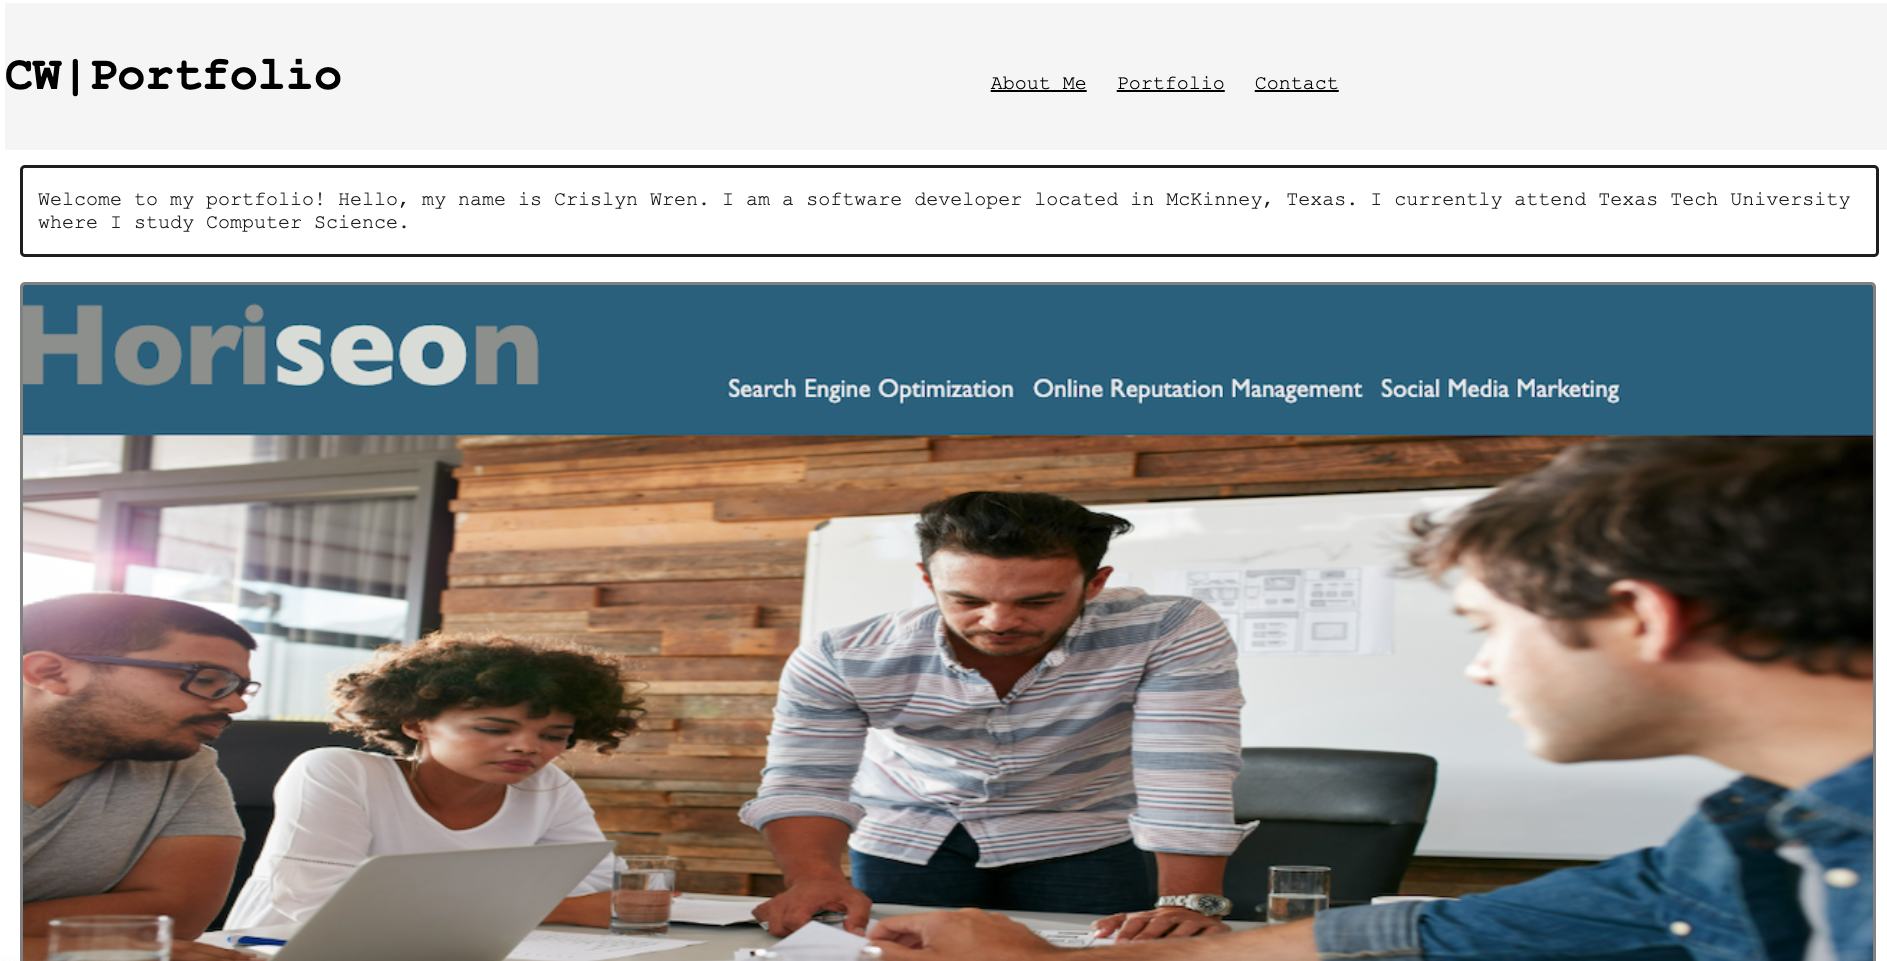 CW|Portfolio
About Me Portfolio Contact
Welcome to my portfolio! Hello, my name is Crislyn Wren. I am a software developer located in McKinney, Texas. I currently attend Texas Tech University
where I study Computer Science.
Horiseon
Search Engine Optimization Online Reputation Management Social Media Marketing